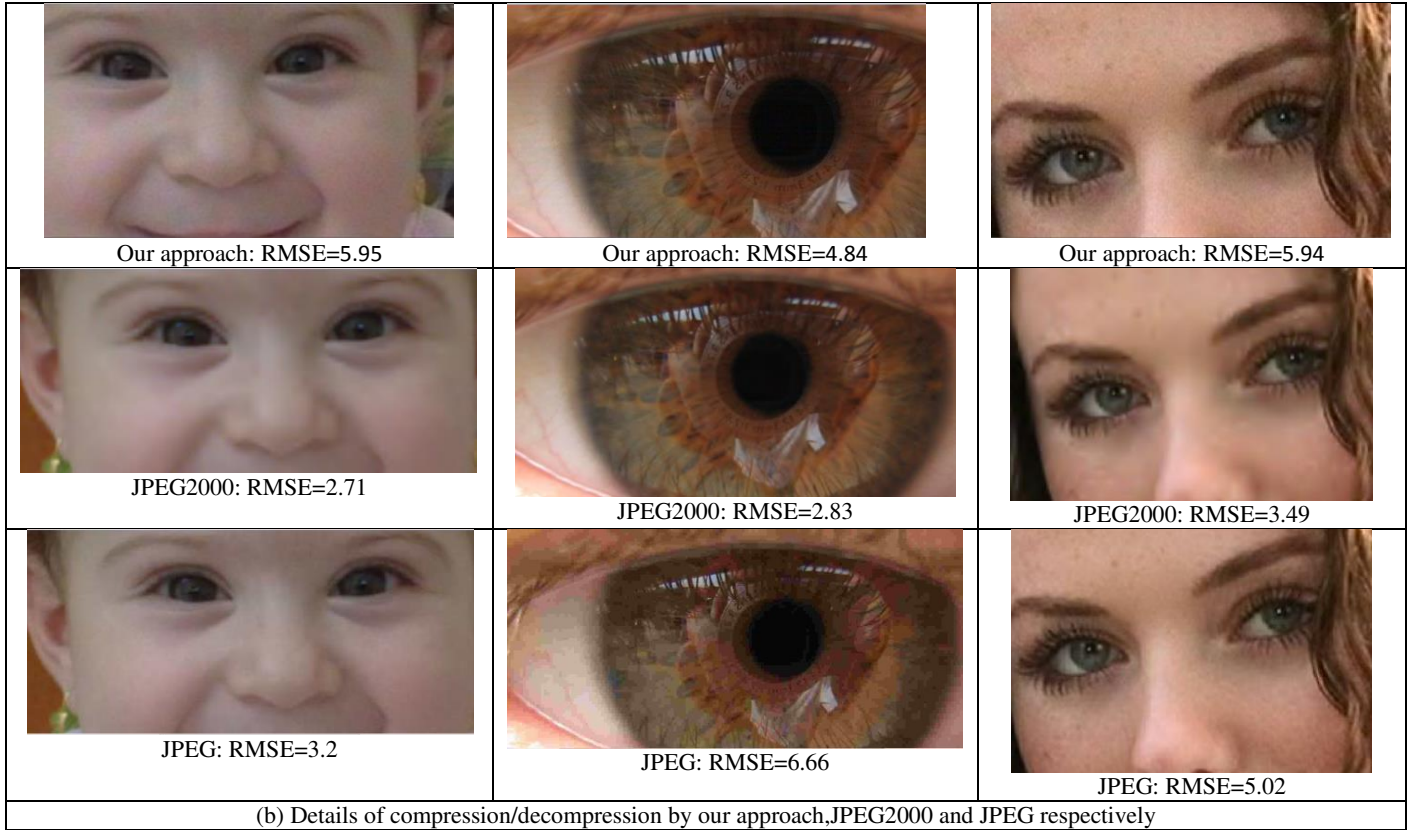 Our approach: RMSE=5.95
Our approach: RMSE=4.84
Our approach: RMSE=5.94
JPEG2000: RMSE=2.71
JPEG2000: RMSE=2.83
JPEG2000: RMSE=3.49
JPEG: RMSE=3.2
JPEG: RMSE=6.66
JPEG: RMSE=5.02
(b) Details of compression/decompression by our approach,JPEG2000 and JPEG respectively